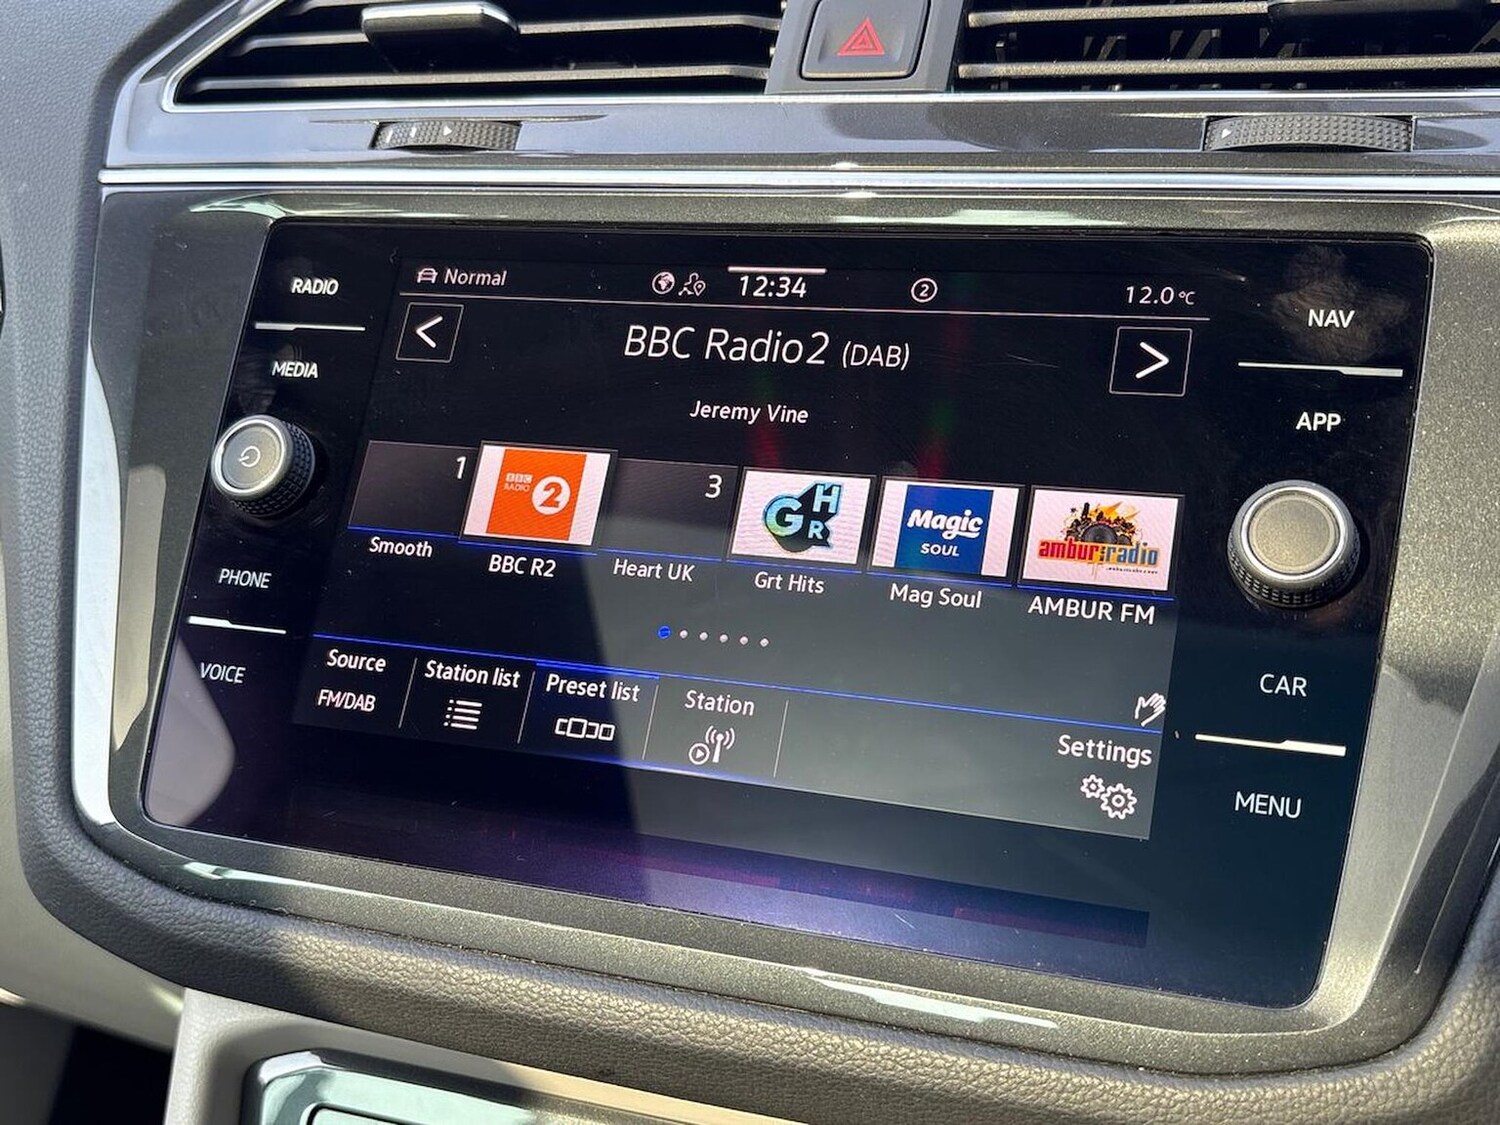 RADIO
MEDIA
PHONE
VOICE
Normal
12:34
2
12.0 °C
BBC Radio2 (DAB)
Jeremy Vine
1
Smooth
BBC
RADIO
2
BBC R2
3
Heart UK
GHR
Grt Hits
Magic
SOUL
Mag Soul
ambur radio
AMBUR FM
Source
FM/DAB
Station list
Preset list
Station
Settings
NAV
APP
CAR
MENU